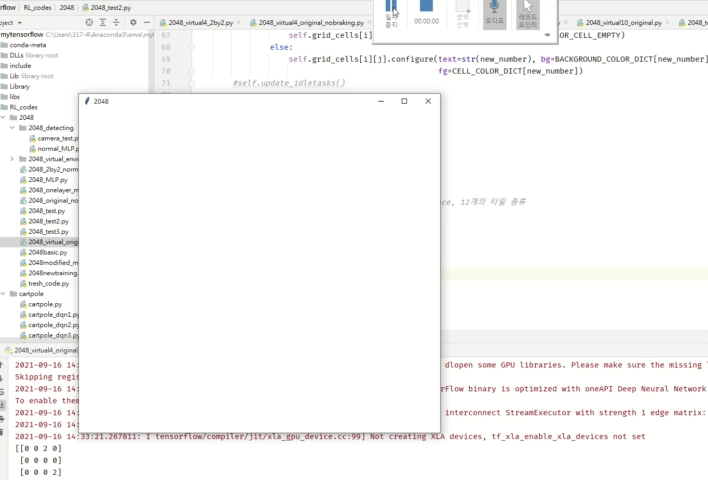 rflow > RL_codes > 2048 > 2048_test2.py
oject
2048_virtual4_2by2.py × 2048_virtual4_original_nobraking.py ×
2048_virtual10_original.py ×
일시 중지
00:00:00
영역 선택
오디오
레코드 포인터
mytensorflow C:\Users\317-4\Anaconda3\envs\myt
conda-meta
DLLs library root
include
Lib library root
Library
libs
RL_codes
2048
2048_detecting
camera_test.p
normal_MLP.p
2048_virtual_envi
2048_2by2_norm
2048_MLP.py
2048_onelayer_m
2048_original_no
2048_test.py
2048_test2.py
2048_test3.py
2048_virtual_orig
2048basic.py
2048modified_m
2048newtraining.
tresh_code.py
cartpole
cartpole.py
cartpole_dqn1.py
cartpole_dqn2.py
cartpole_dqn3.py
67 self.grid_cells[i] OR_CELL_EMPTY)
68 else:
69 self.grid_cells[i][j].configure(text=str(new_number), bg=BACKGROUND_COLOR_DICT[new_number]
70 fg=CELL_COLOR_DICT[new_number])
71 #self.update_idletasks()
2048
ce, 12개의 타일 종류
2048_virtual4_original
2021-09-16 14: dlopen some GPU libraries. Please make sure the missing
Skipping regis
2021-09-16 14: rFlow binary is optimized with oneAPI Deep Neural Network
To enable them
2021-09-16 14: interconnect StreamExecutor with strength 1 edge matrix:
2021-09-16 14:
2021-09-16 14:33:21.267811: I tensorflow/compiler/jit/xla_gpu_device.cc:99] Not creating XLA devices, tf_xla_enable_xla_devices not set
[[0 0 2 0]
[0 0 0 0]
[0 0 0 2]